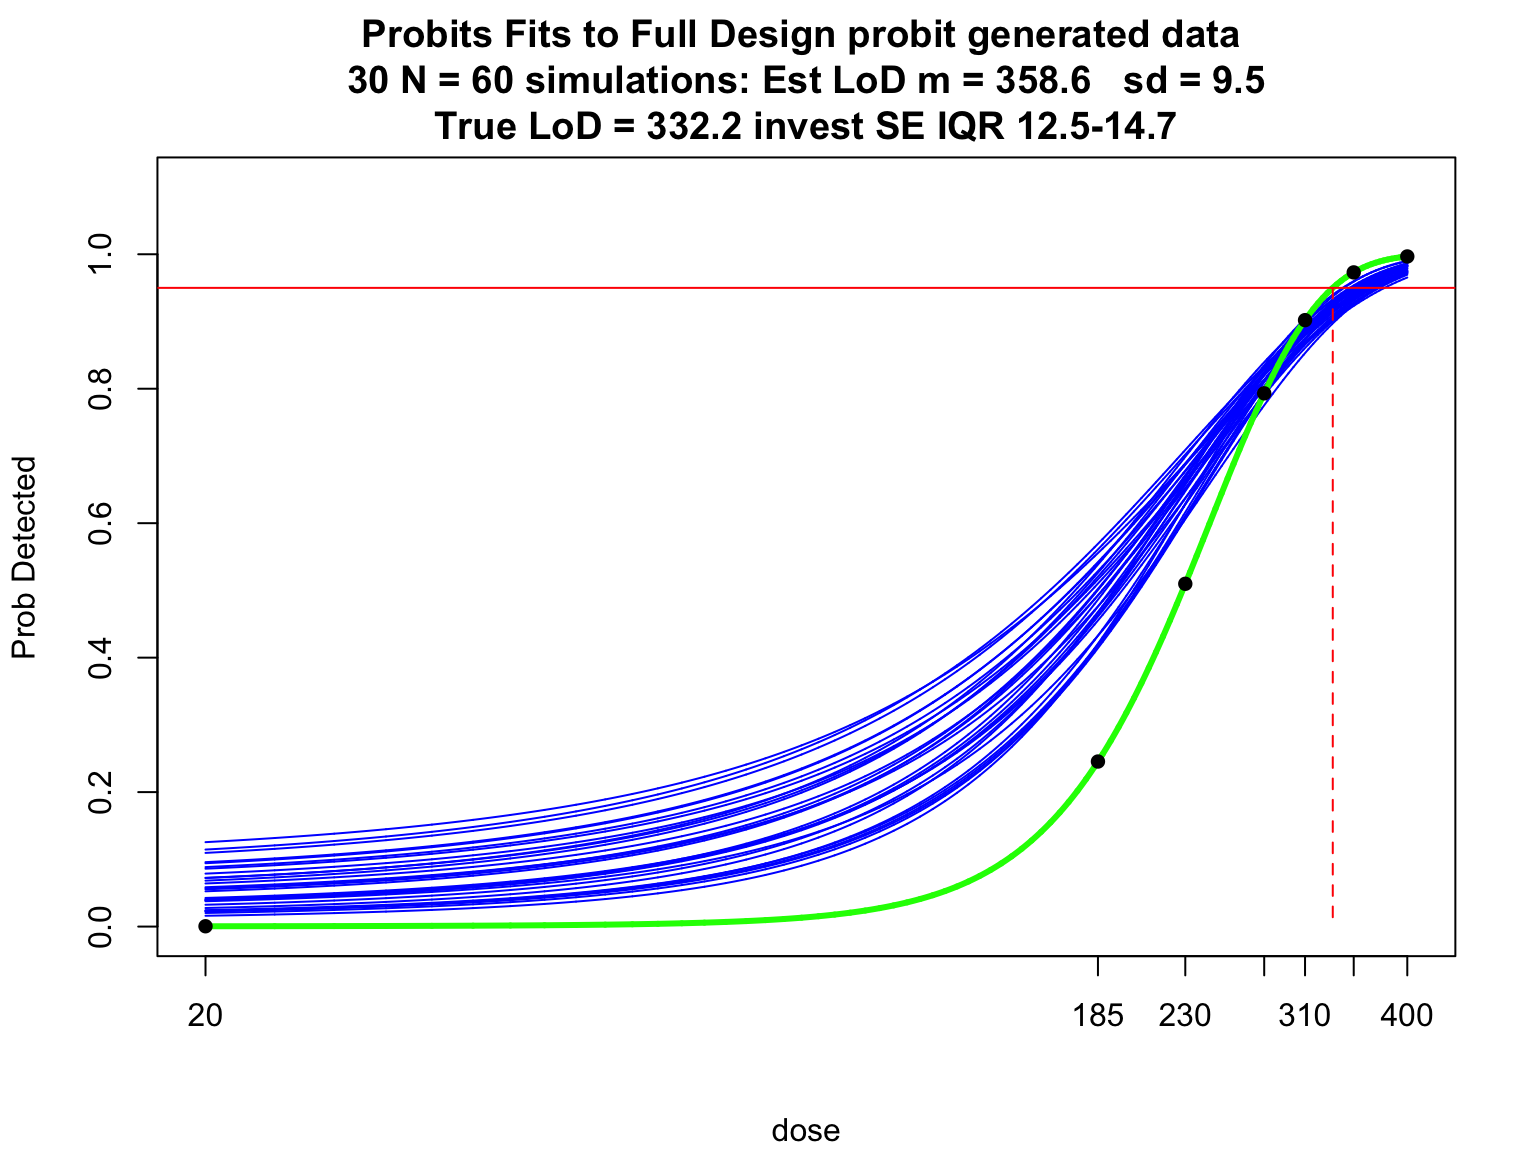 Probits Fits to Full Design probit generated data
30 N = 60 simulations: Est LoD m = 358.6 sd = 9.5
True LoD = 332.2 invest SE IQR 12.5-14.7
1.0
0.8
0.6
0.4
0.2
0.0
Prob Detected
20 185 230 310 400
dose